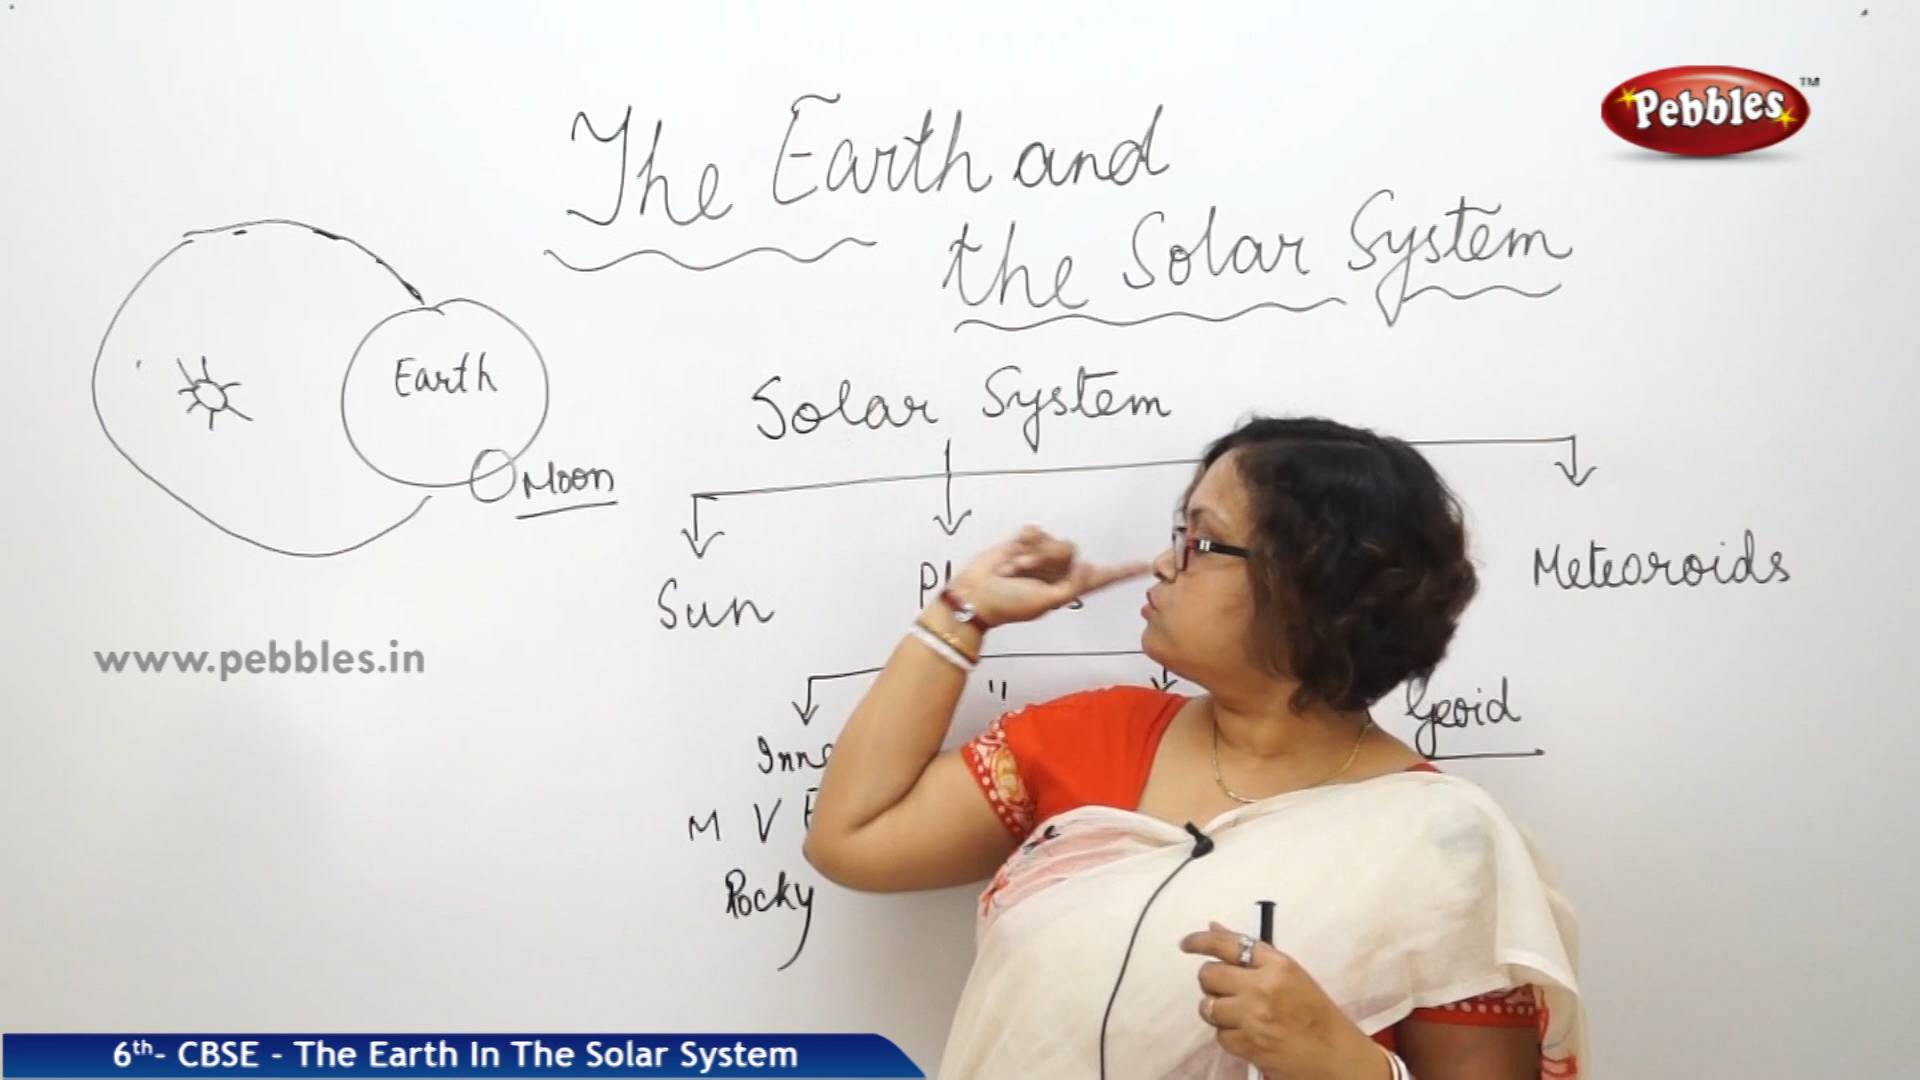 Pebbles™
The Earth and
the Solar System
Earth
Moon
Solar System
Sun
Meteoroids
www.pebbles.in
Geoid
M V
Rocky
6th- CBSE - The Earth In The Solar System